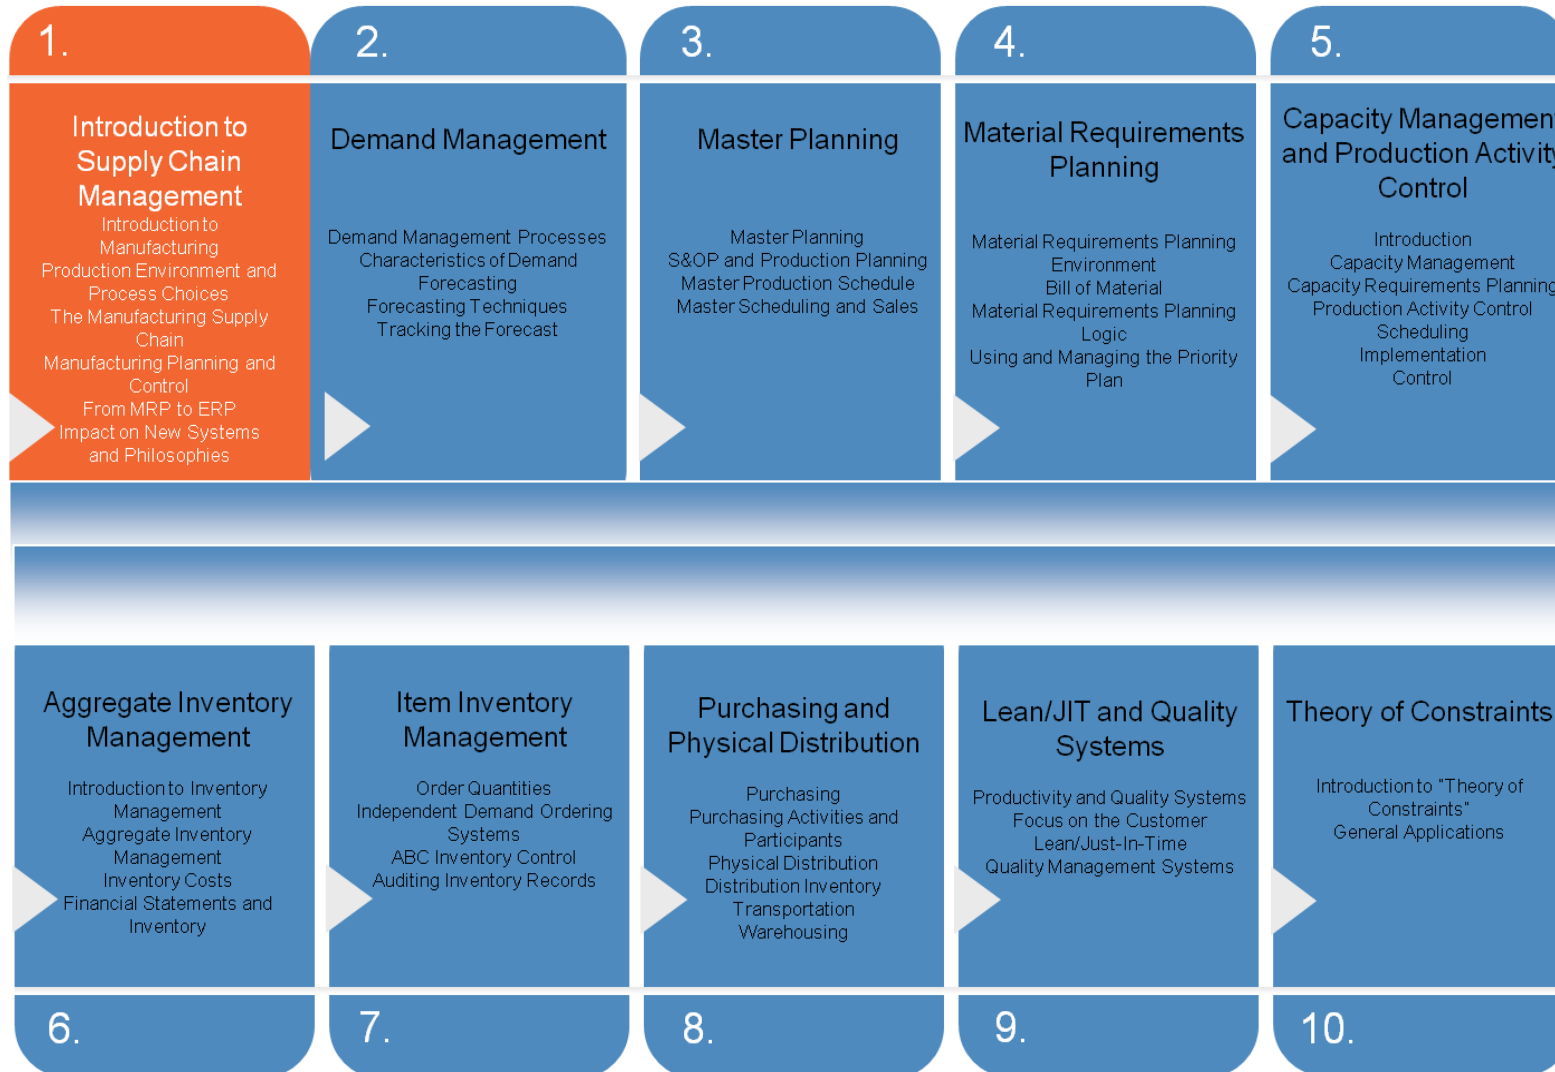 1.
Introduction to
Supply Chain
Management
Introduction to
Manufacturing
Production Environment and
Process Choices
The Manufacturing Supply
Chain
Manufacturing Planning and
Control
From MRP to ERP
Impact on New Systems
and Philosophies
2.
Demand Management
Demand Management Processes
Characteristics of Demand
Forecasting
Forecasting Techniques
Tracking the Forecast
3.
Master Planning
Master Planning
S&OP and Production Planning
Master Production Schedule
Master Scheduling and Sales
4.
Material Requirements
Planning
Material Requirements Planning
Environment
Bill of Material
Material Requirements Planning
Logic
Using and Managing the Priority
Plan
5.
Capacity Managemen
and Production Activity
Control
Introduction
Capacity Management
Capacity Requirements Planning
Production Activity Control
Scheduling
Implementation
Control
Aggregate Inventory
Management
Introduction to Inventory
Management
Aggregate Inventory
Management
Inventory Costs
Financial Statements and
Inventory
6.
Item Inventory
Management
Order Quantities
Independent Demand Ordering
Systems
ABC Inventory Control
Auditing Inventory Records
7.
Purchasing and
Physical Distribution
Purchasing
Purchasing Activities and
Participants
Physical Distribution
Distribution Inventory
Transportation
Warehousing
8.
Lean/JIT and Quality
Systems
Productivity and Quality Systems
Focus on the Customer
Lean/Just-In-Time
Quality Management Systems
9.
Theory of Constraints
Introduction to "Theory of
Constraints"
General Applications
10.